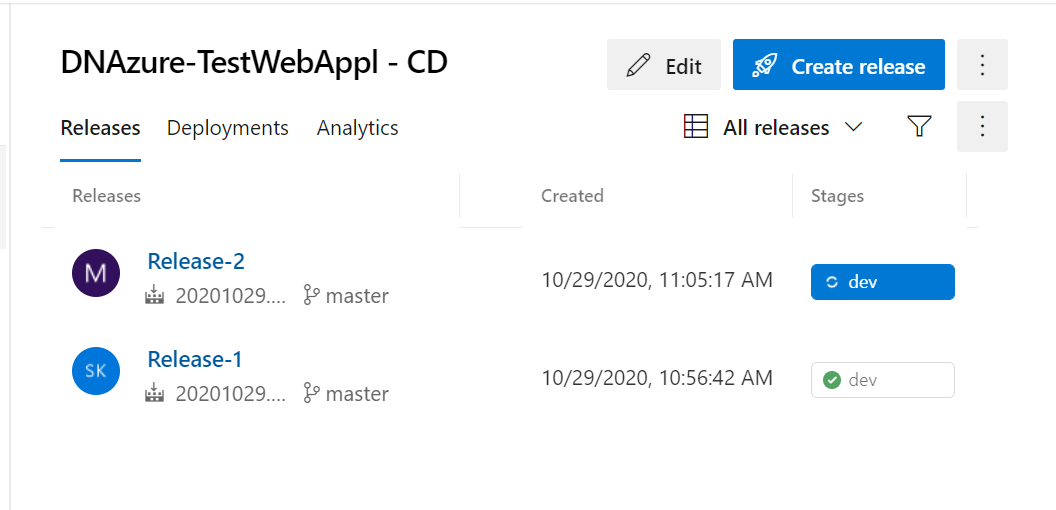 DNAzure-TestWebAppl - CD
Edit
Create release
Releases Deployments Analytics
All releases
Releases Created Stages
M
Release-2
20201029.... master
10/29/2020, 11:05:17 AM
dev
SK
Release-1
20201029.... master
10/29/2020, 10:56:42 AM
dev